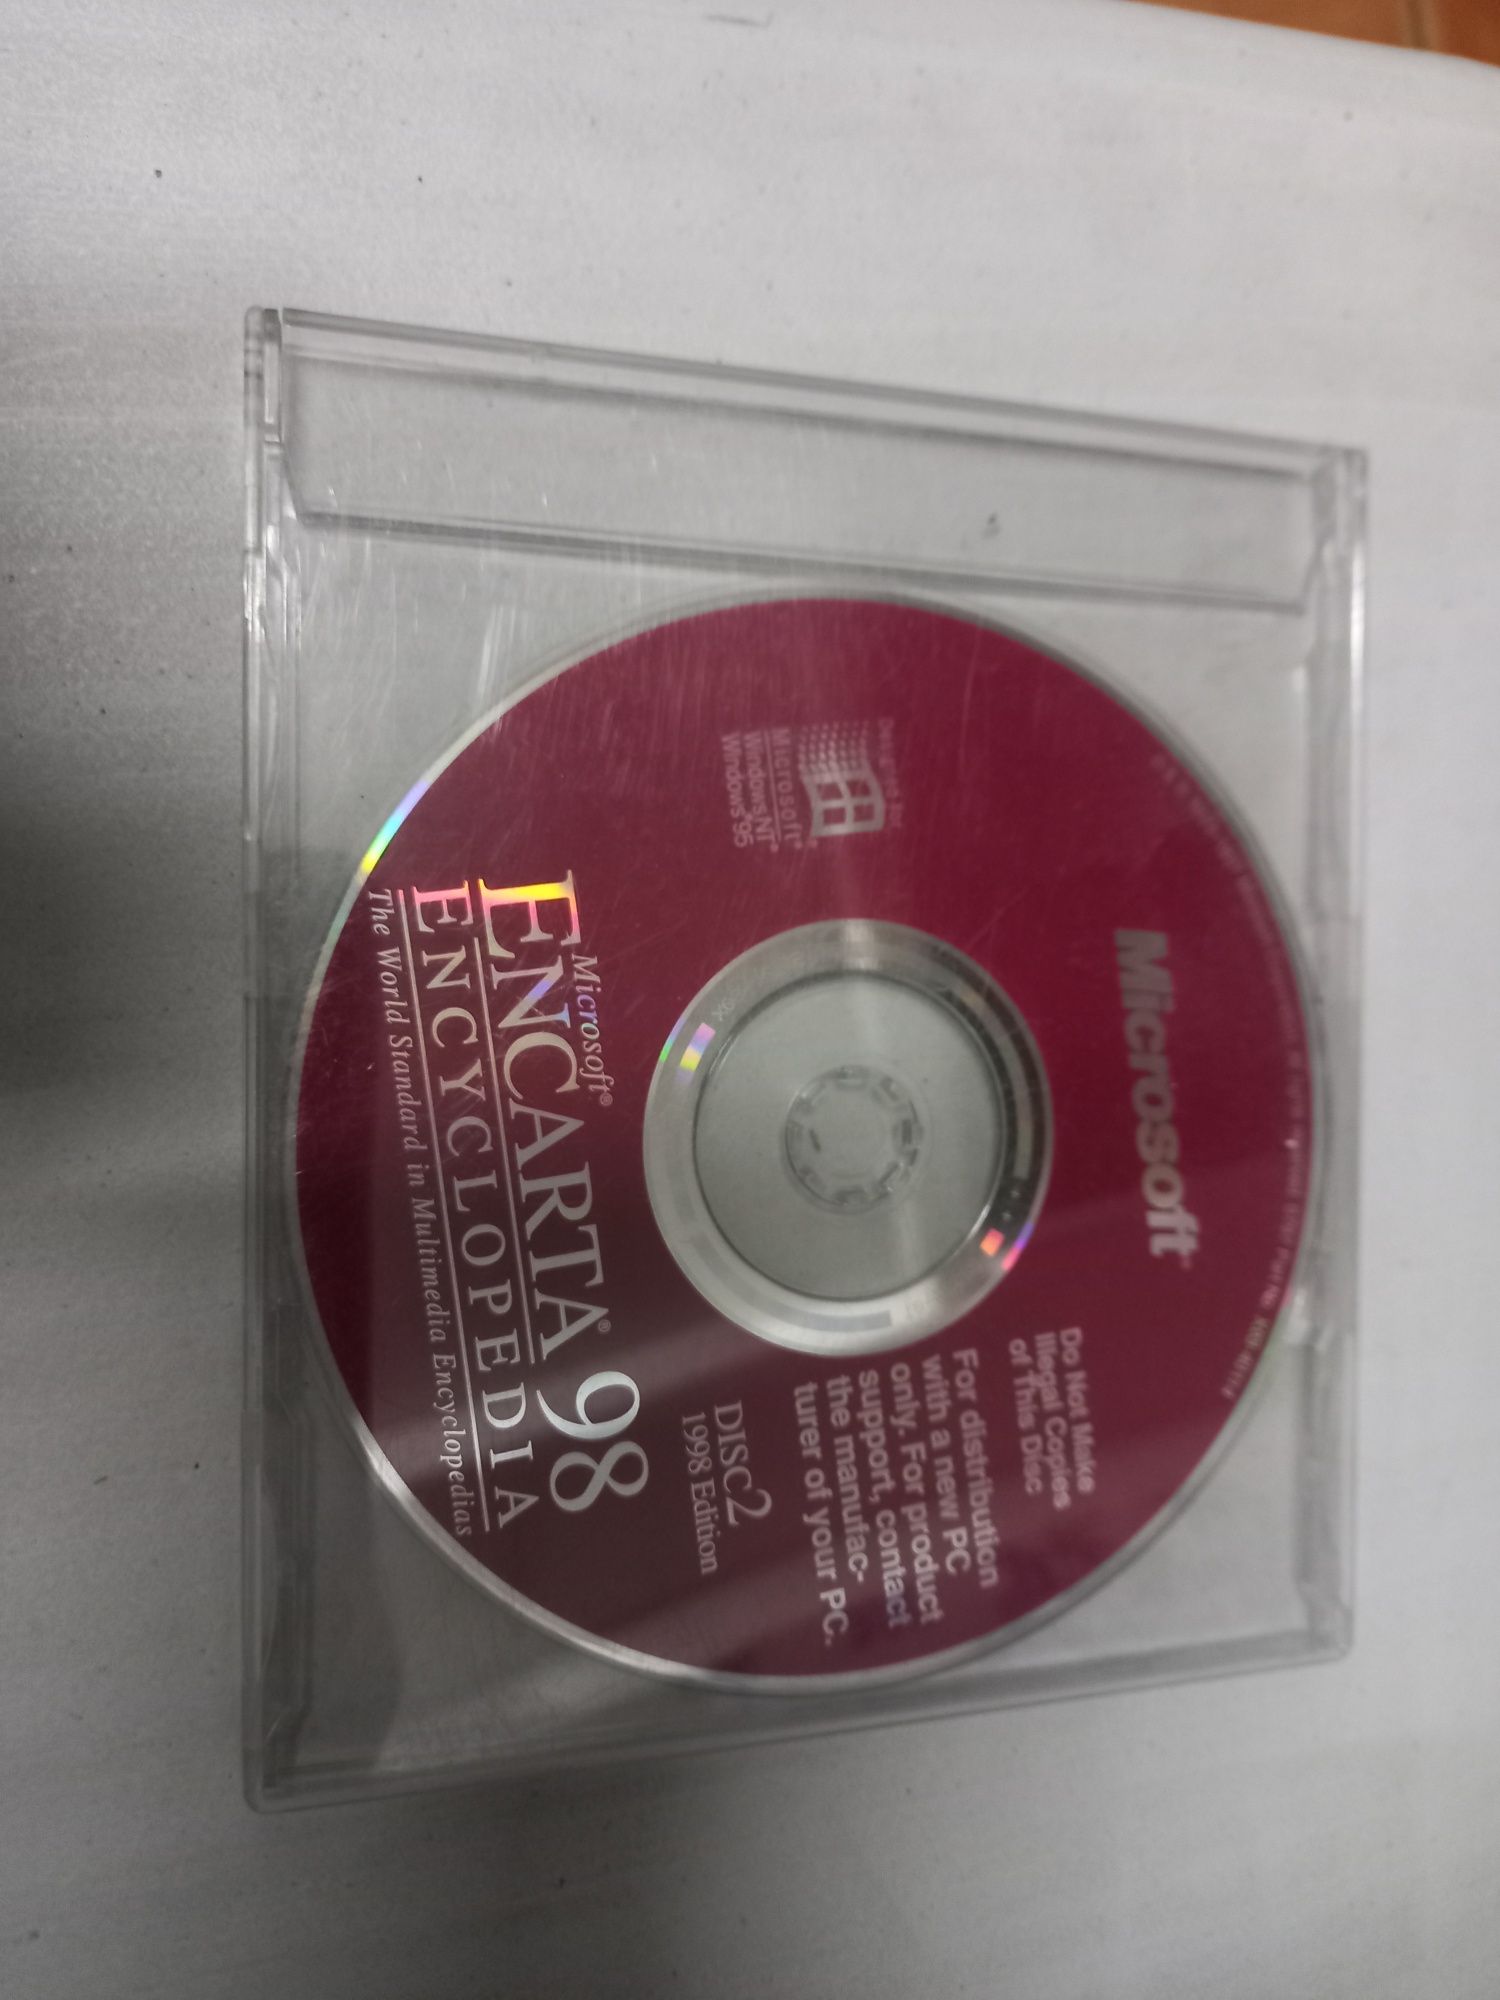 Microsoft
Do Not Make
Illegal Copies
of This Disc
Designed for
Microsoft®
Windows NT®
Windows®95
For distribution
with a new PC
only. For product
support, contact
the manufac-
turer of your PC.
DISC2
1998 Edition
Microsoft®
ENCARTA® 98
ENCYCLOPEDIA
The World Standard in Multimedia Encyclopedias